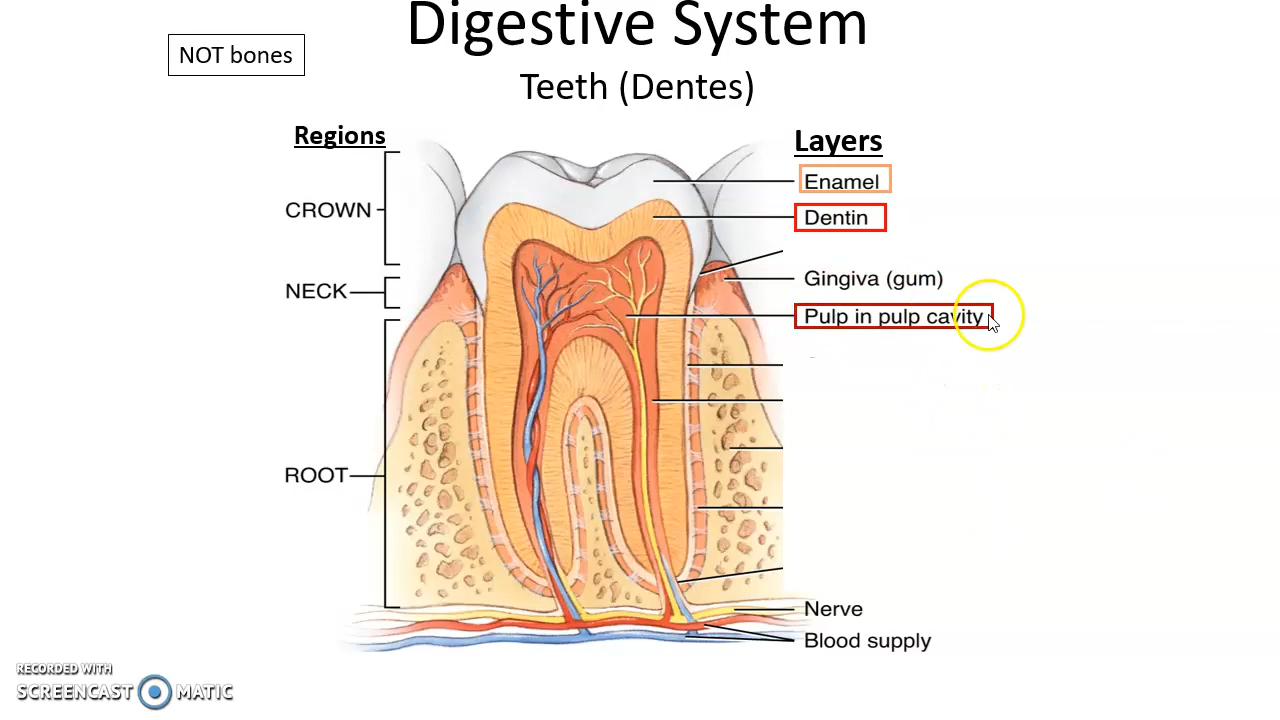 Digestive System
NOT bones
Teeth (Dentes)
Regions
Layers
Enamel
CROWN
Dentin
Gingiva (gum)
NECK
Pulp in pulp cavity
ROOT
Nerve
Blood supply
RECORDED WITH
SCREENCAST MATIC